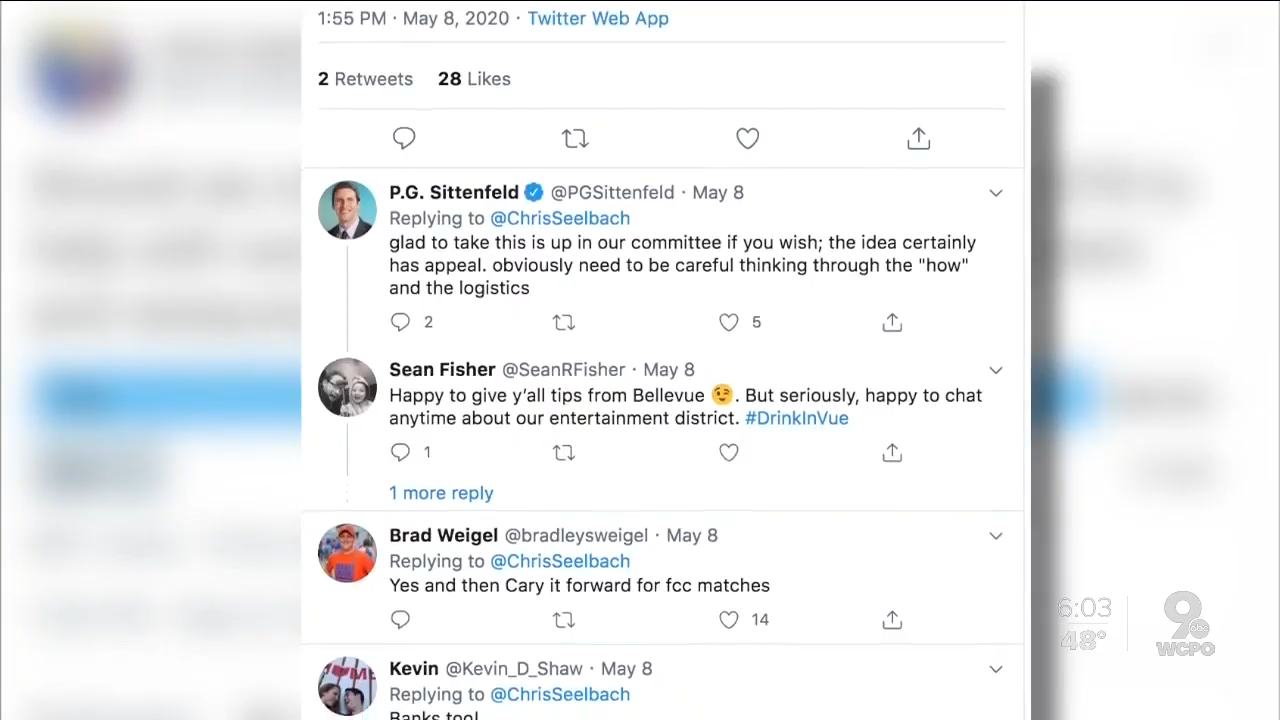 1:55 PM · May 8, 2020 · Twitter Web App
2 Retweets 28 Likes
P.G. Sittenfeld @PGSittenfeld · May 8
Replying to @ChrisSeelbach
glad to take this is up in our committee if you wish; the idea certainly
has appeal. obviously need to be careful thinking through the "how"
and the logistics
2 5
Sean Fisher @SeanRFisher · May 8
Happy to give y’all tips from Bellevue 😉. But seriously, happy to chat
anytime about our entertainment district. #DrinkInVue
1
1 more reply
Brad Weigel @bradleysweigel · May 8
Replying to @ChrisSeelbach
Yes and then Cary it forward for fcc matches
14
Kevin @Kevin_D_Shaw · May 8
Replying to @ChrisSeelbach
Banks too!
6:03
48°
9 abc
WCPO